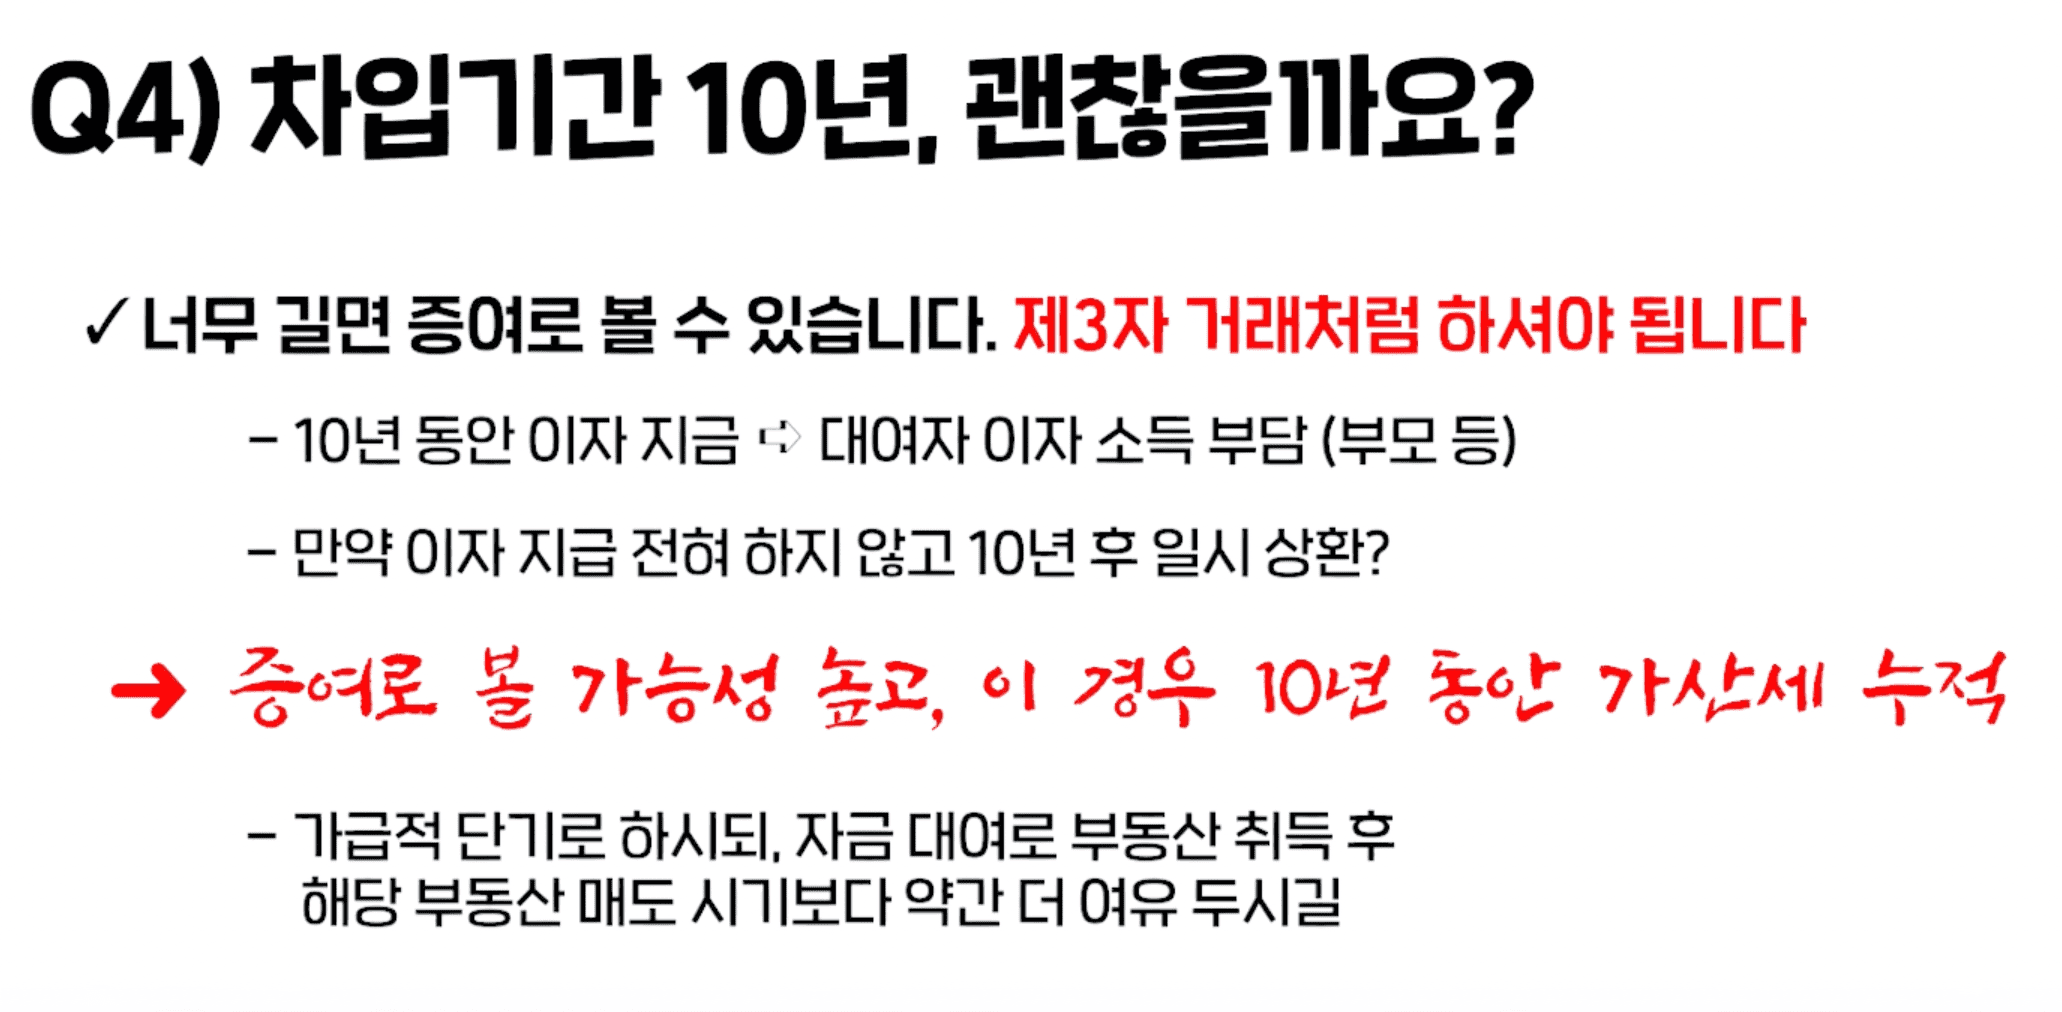 Q4) 차입기간 10년, 괜찮을까요?
✓너무 길면 증여로 볼 수 있습니다. 제3자 거래처럼 하셔야 됩니다
- 10년 동안 이자 지금 ➪ 대여자 이자 소득 부담 (부모 등)
- 만약 이자 지급 전혀 하지 않고 10년 후 일시 상환?
➔ 증여로 볼 가능성 높고, 이 경우 10년 동안 가산세 누적
- 가급적 단기로 하시되, 자금 대여로 부동산 취득 후
해당 부동산 매도 시기보다 약간 더 여유 두시길